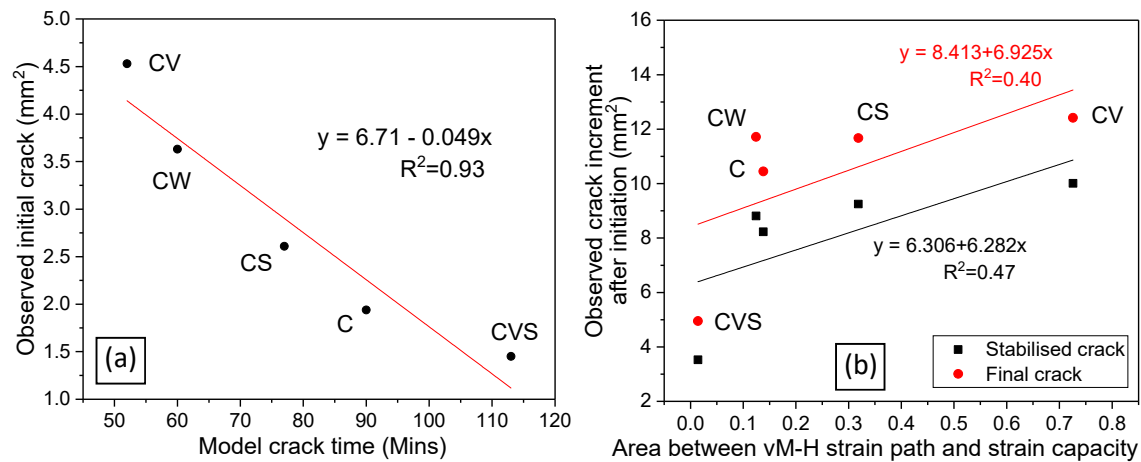 5.0
4.5
4.0
3.5
3.0
2.5
2.0
1.5
1.0
Observed initial crack (mm²)
CV
CW
CS
C
CVS
y = 6.71 - 0.049x
R²=0.93
(a)
50 60 70 80 90 100 110 120
Model crack time (Mins)
16
14
12
10
8
6
4
2
Observed crack increment
after initiation (mm²)
y = 8.413+6.925x
R²=0.40
CW
CS
CV
C
y = 6.306+6.282x
R²=0.47
CVS
Stabilised crack
Final crack
(b)
0.0 0.1 0.2 0.3 0.4 0.5 0.6 0.7 0.8
Area between vM-H strain path and strain capacity